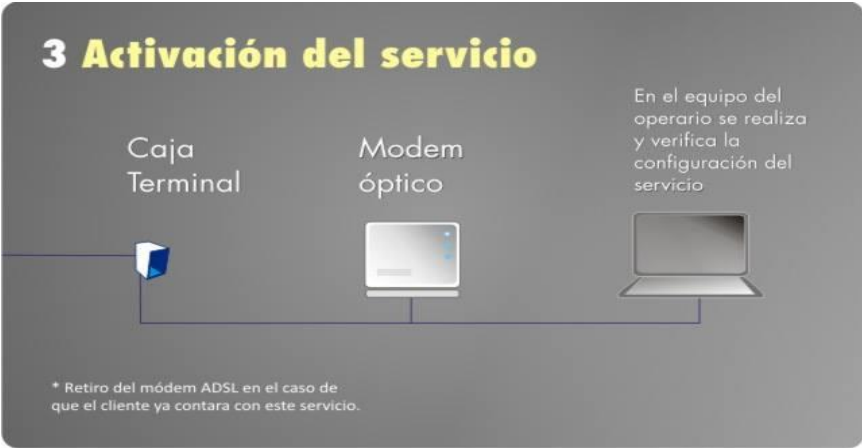 3 Activación del servicio
Caja
Terminal
Modem
óptico
En el equipo del
operario se realiza
y verifica la
configuración del
servicio
* Retiro del módem ADSL en el caso de
que el cliente ya contara con este servicio.